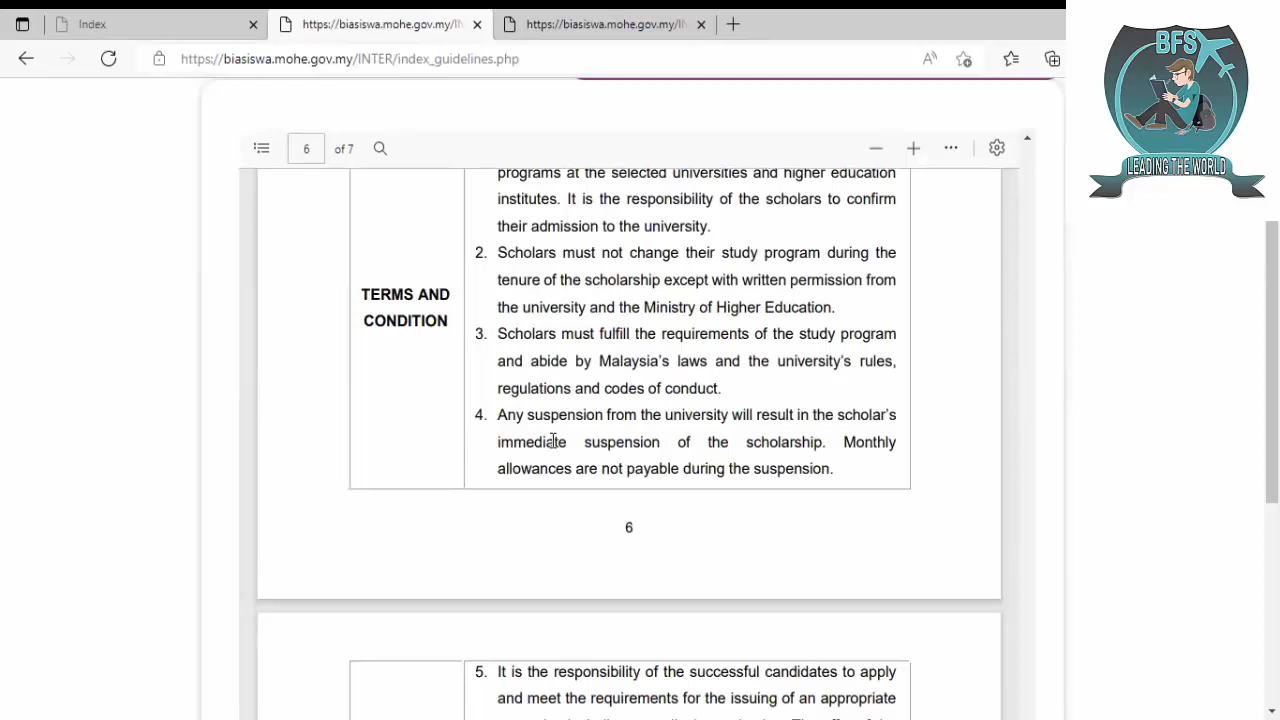 Index
https://biasiswa.mohe.gov.my/IN
https://biasiswa.mohe.gov.my/I
https://biasiswa.mohe.gov.my/INTER/index_guidelines.php
BFS
LEADING THE WORLD
6 of 7
programs at the selected universities and higher education
institutes. It is the responsibility of the scholars to confirm
their admission to the university.
2. Scholars must not change their study program during the
tenure of the scholarship except with written permission from
the university and the Ministry of Higher Education.
TERMS AND
CONDITION
3. Scholars must fulfill the requirements of the study program
and abide by Malaysia's laws and the university's rules,
regulations and codes of conduct.
4. Any suspension from the university will result in the scholar's
immediate suspension of the scholarship. Monthly
allowances are not payable during the suspension.
6
5. It is the responsibility of the successful candidates to apply
and meet the requirements for the issuing of an appropriate